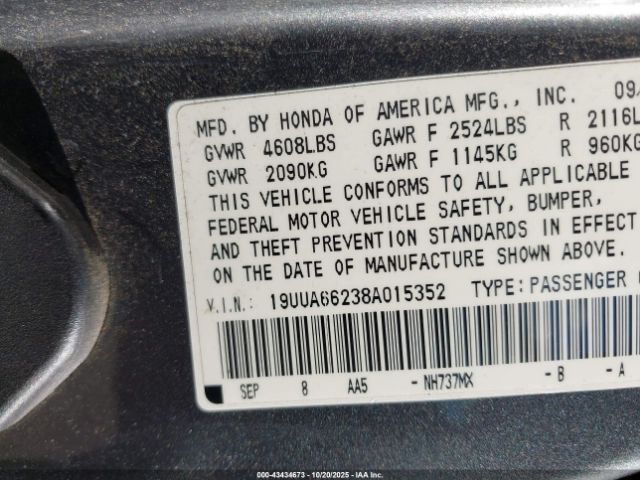 MFD. BY HONDA OF AMERICA MFG., INC. 09/
GVWR 4608LBS GAWR F 2524LBS R 2116L
GVWR 2090KG GAWR F 1145KG R 960KG
THIS VEHICLE CONFORMS TO ALL APPLICABLE
FEDERAL MOTOR VEHICLE SAFETY, BUMPER,
AND THEFT PREVENTION STANDARDS IN EFFECT
ON THE DATE OF MANUFACTURE SHOWN ABOVE.
V.I.N.: 19UUA66238A015352 TYPE:PASSENGER
SEP 8 AA5 -NH737MX -B -A
000-43434673 | 10/20/2025 | IAA Inc.